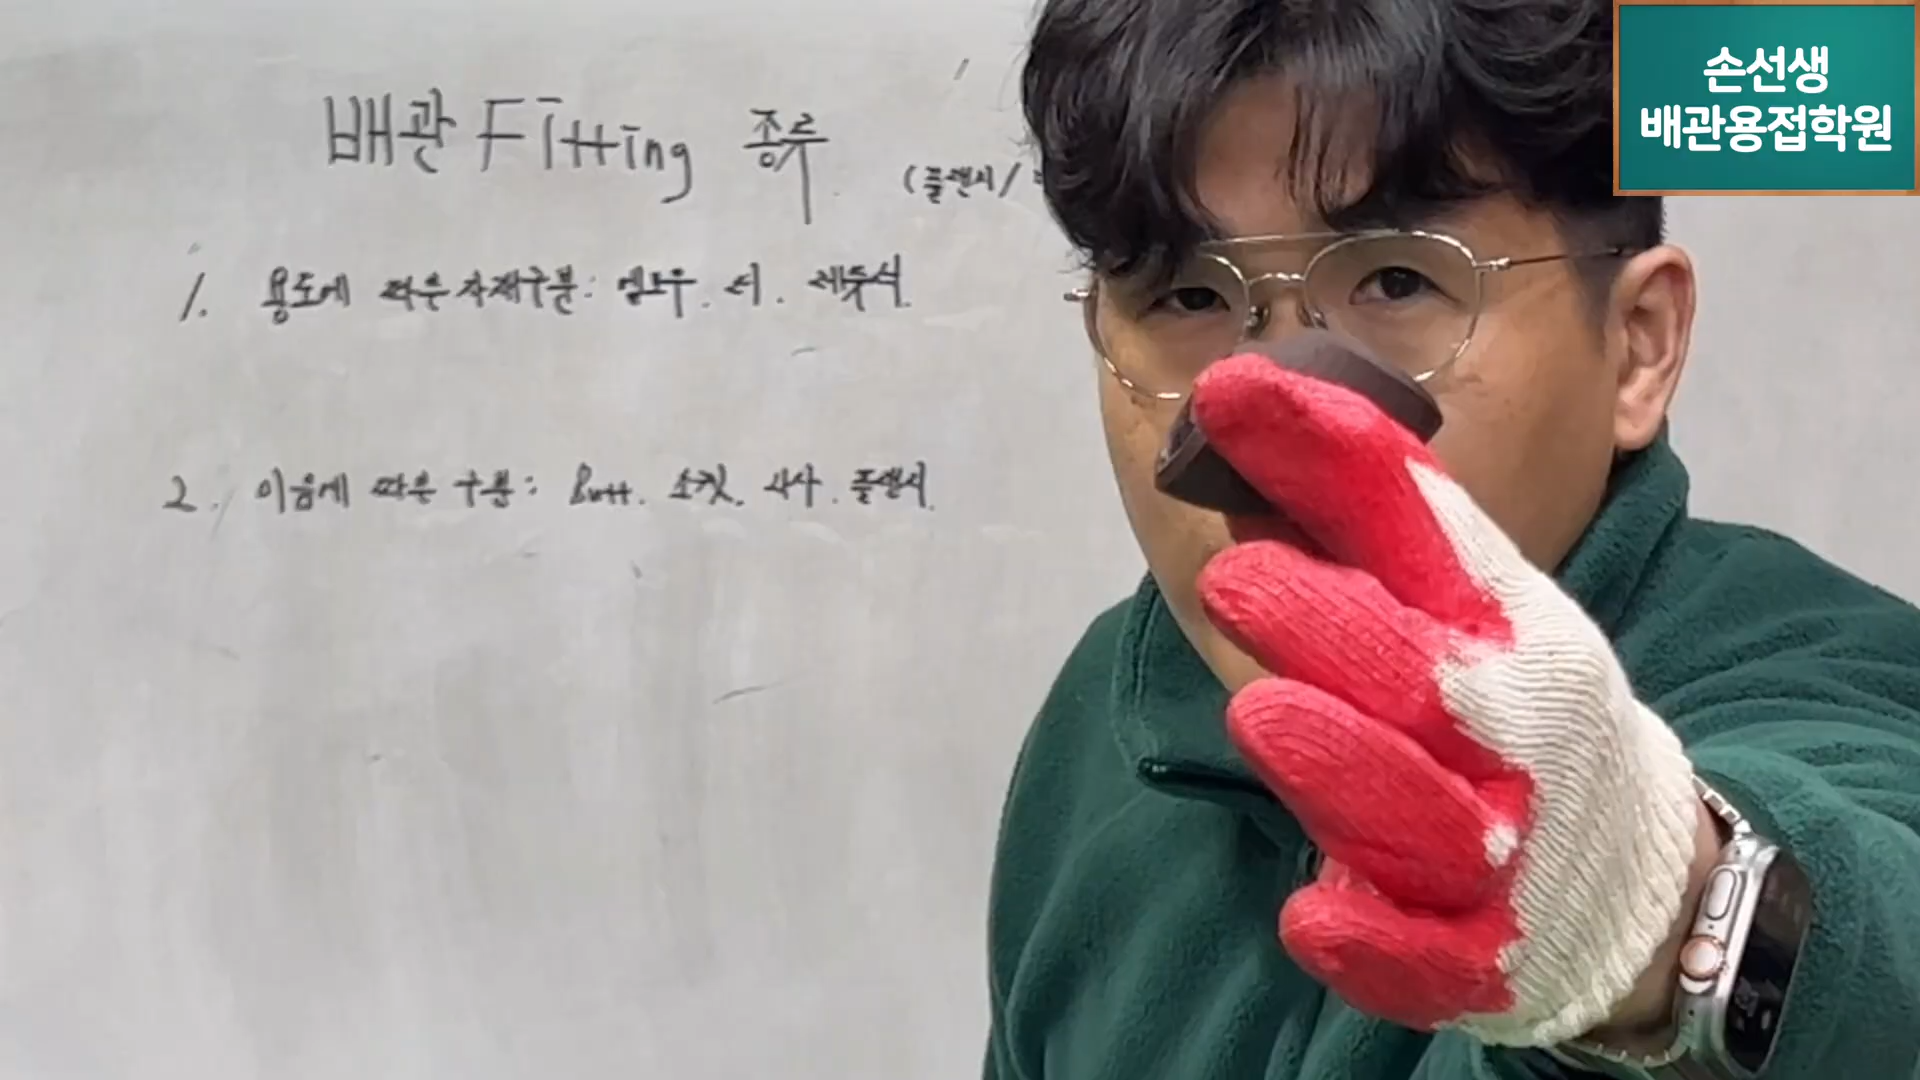 손선생
배관용접학원
배관 Fitting 종류
(플랜지/
1. 용도에 따른 자재구분: 엘보우. 티. 레듀서.
2. 이음에 따른 구분: Butt. 소켓. 나사. 플랜지.